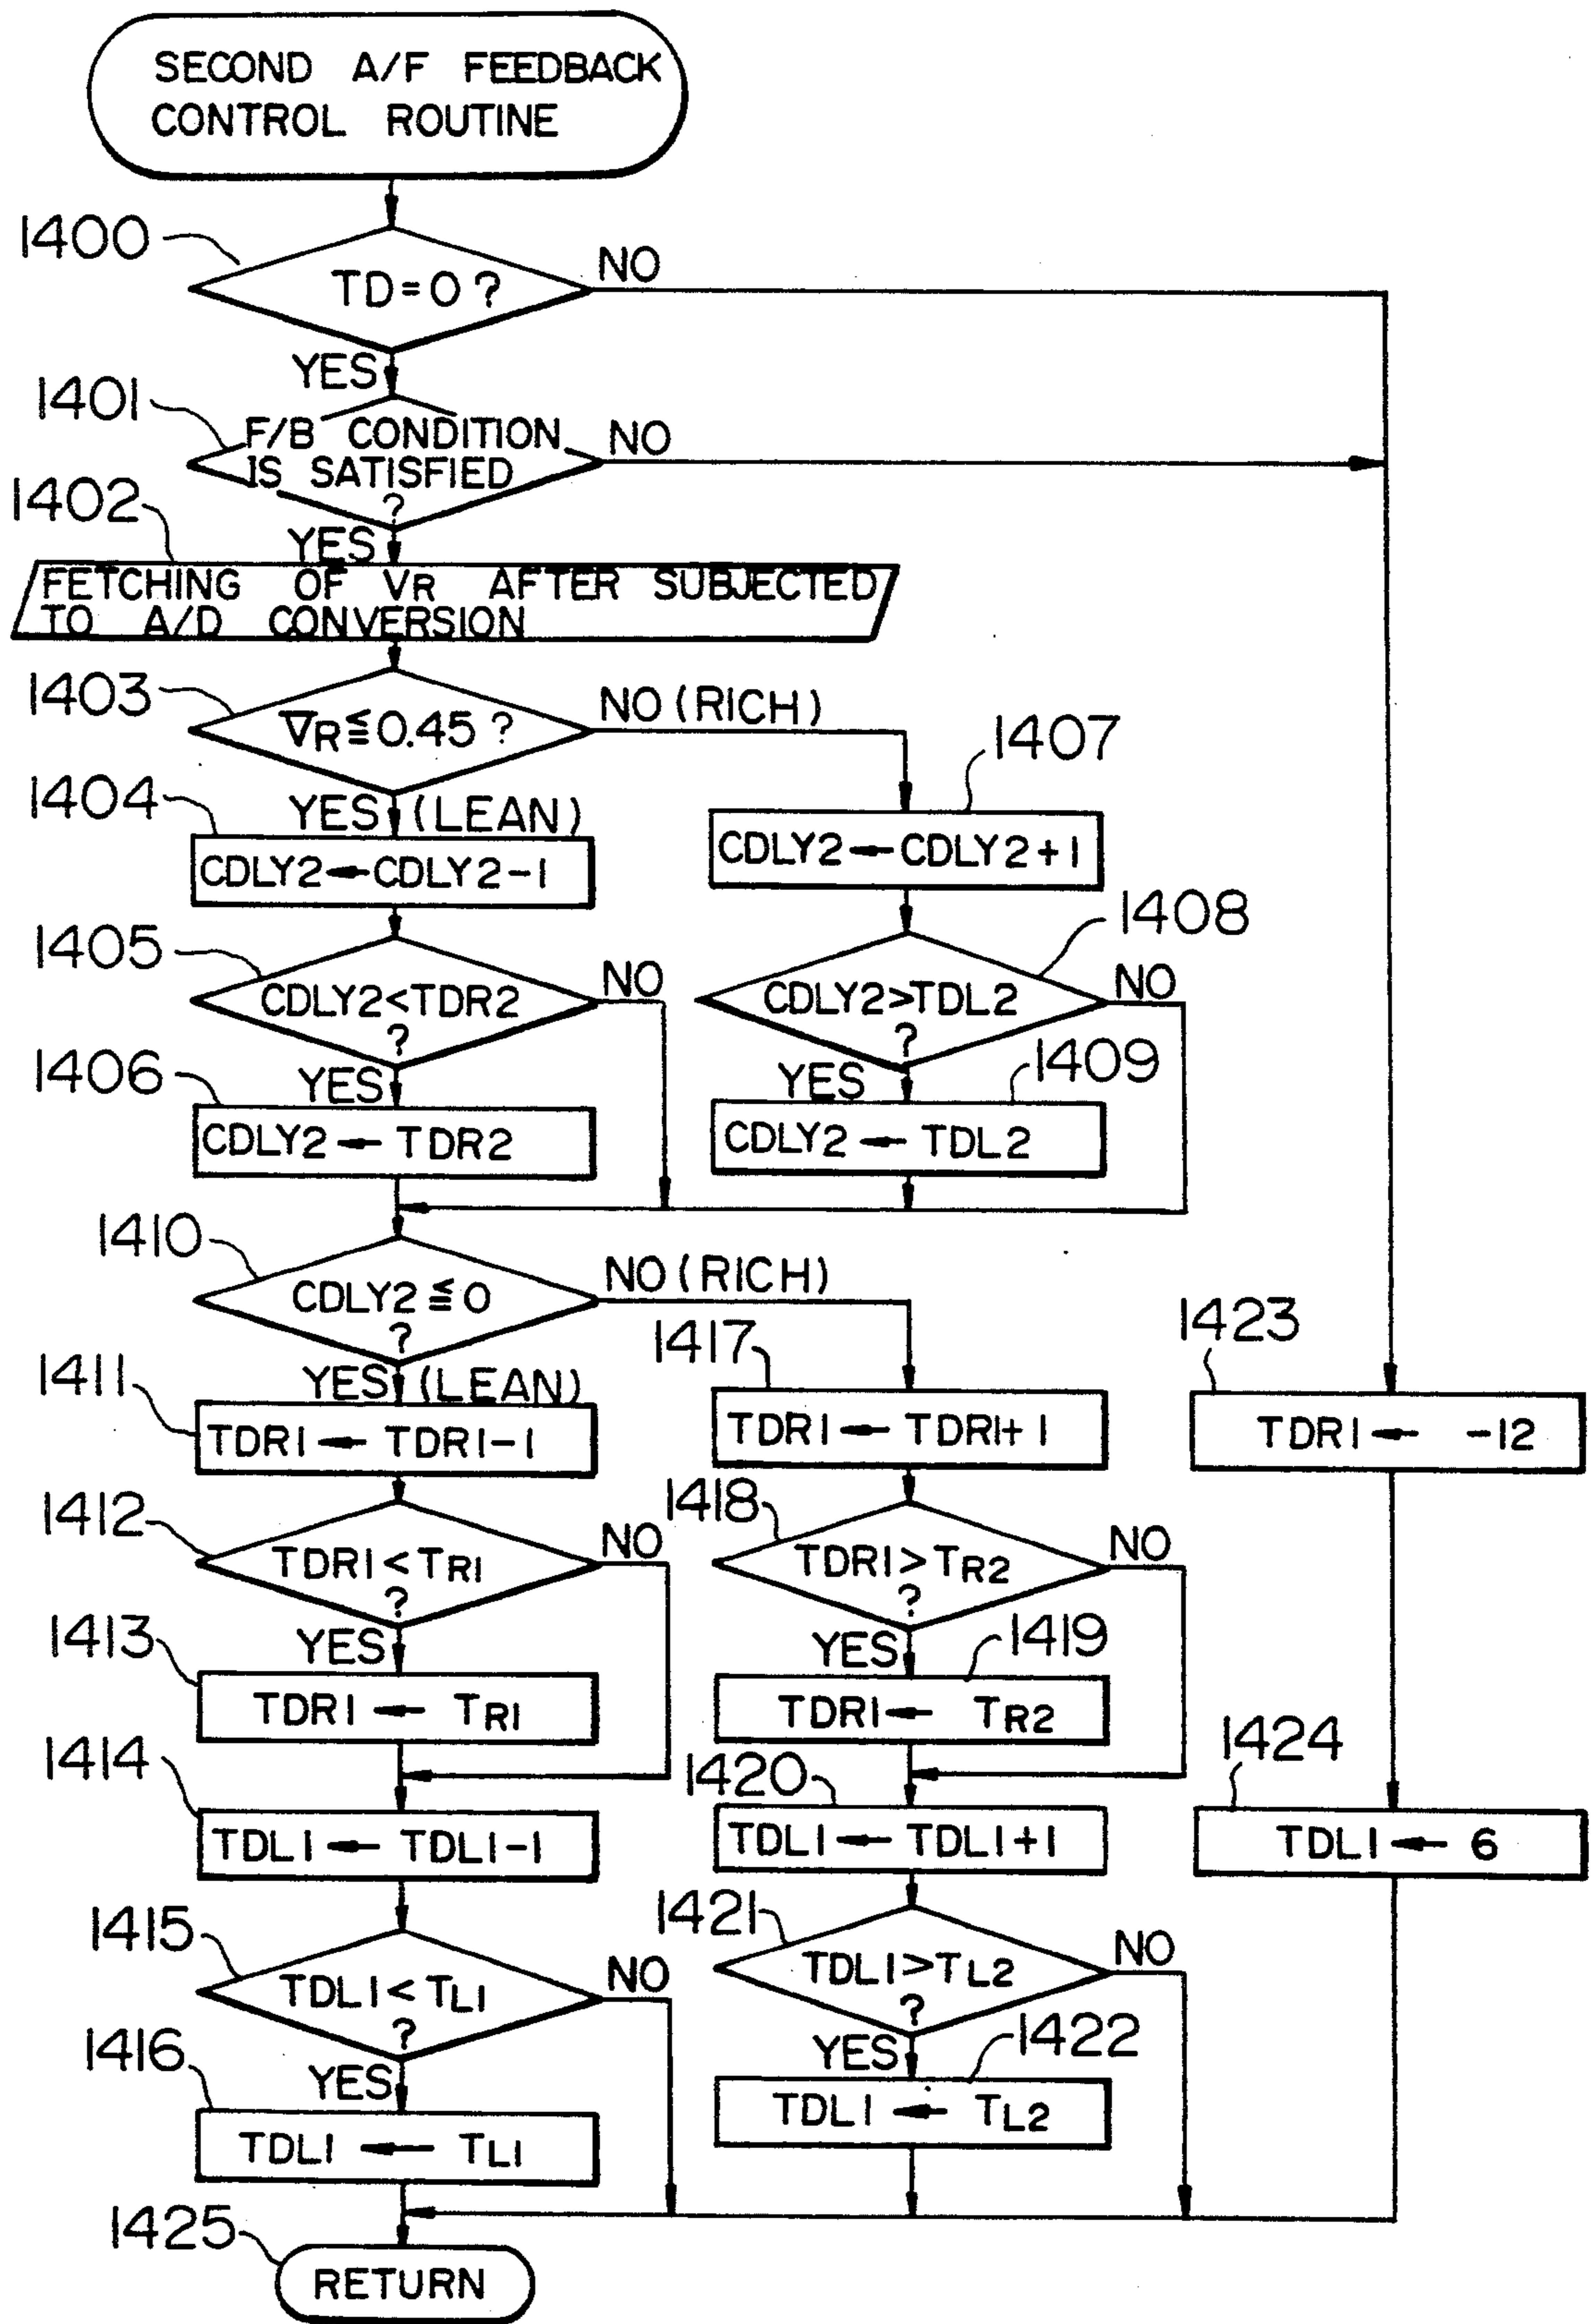 SECOND A/F FEEDBACK
CONTROL ROUTINE
1400
TD=0?
NO
YES
1401
F/B CONDITION
IS SATISFIED
?
NO
YES
1402
FETCHING OF VR AFTER SUBJECTED
TO A/D CONVERSION
1403
VR≦0.45?
NO (RICH)
YES (LEAN)
1404
CDLY2←CDLY2-1
1407
CDLY2←CDLY2+1
1405
CDLY2<TDR2
?
NO
YES
1408
CDLY2>TDL2
?
NO
YES
1406
CDLY2←TDR2
1409
CDLY2←TDL2
1410
CDLY2≦0
?
NO (RICH)
YES (LEAN)
1411
TDR1←TDR1-1
1417
TDR1←TDR1+1
1423
TDR1← -12
1412
TDR1<TR1
?
NO
YES
1418
TDR1>TR2
?
NO
YES
1413
TDR1←TR1
1419
TDR1←TR2
1414
TDL1←TDL1-1
1420
TDL1←TDL1+1
1424
TDL1←6
1415
TDL1<TL1
?
NO
YES
1421
TDL1>TL2
?
NO
YES
1416
TDL1←TL1
1422
TDL1←TL2
1425
RETURN